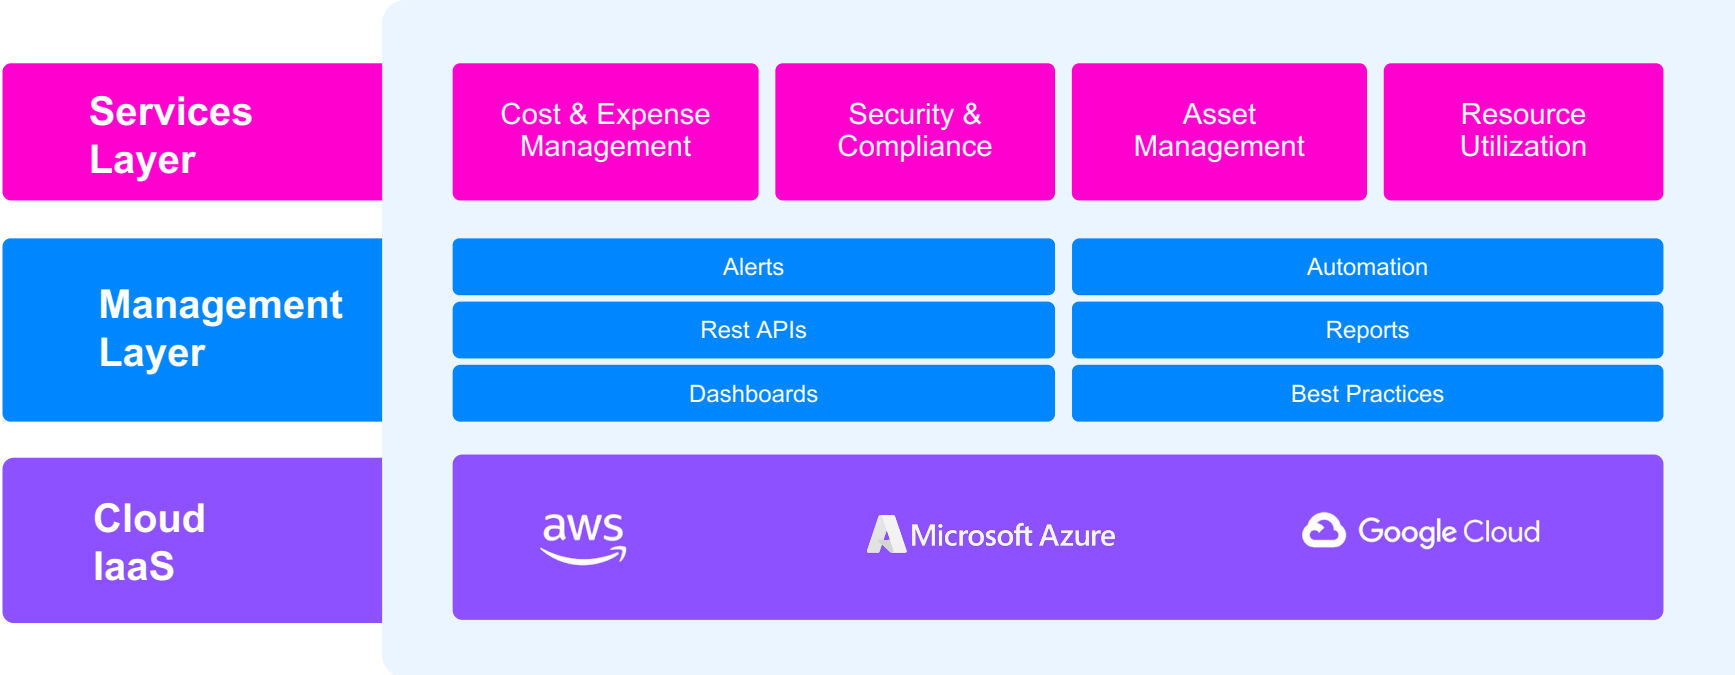 Services
Layer
Cost & Expense
Management
Security &
Compliance
Asset
Management
Resource
Utilization
Management
Layer
Alerts
Automation
Rest APIs
Reports
Dashboards
Best Practices
Cloud
IaaS
aws
Microsoft Azure
Google Cloud